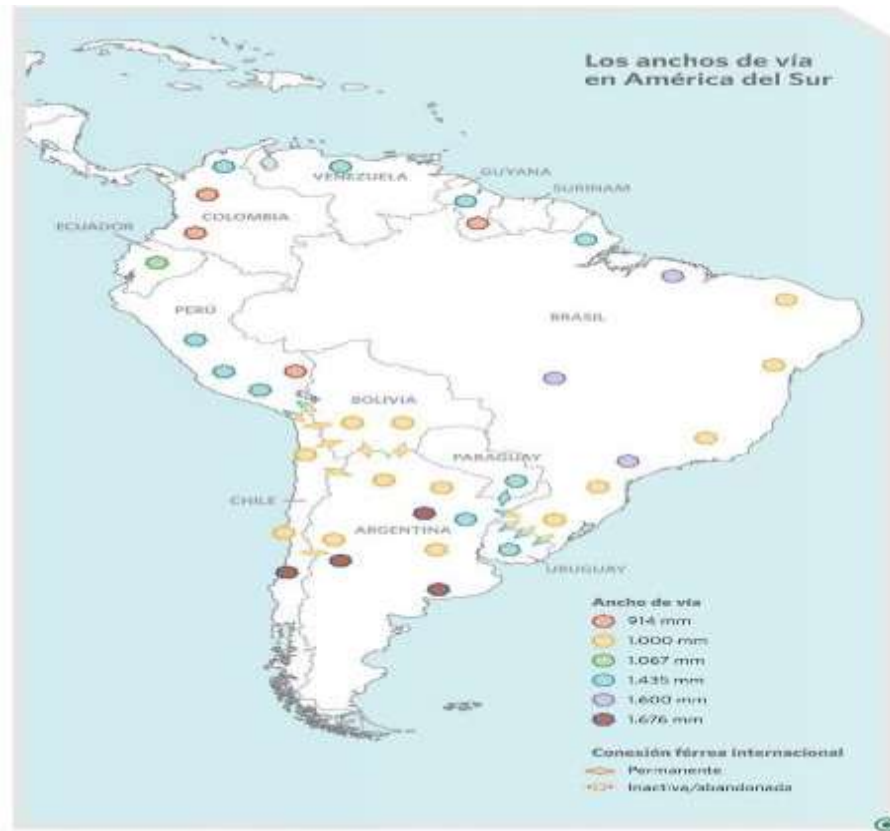 Los anchos de vía
en América del Sur
VENEZUELA
GUYANA
SURINAM
COLOMBIA
ECUADOR
PERÚ
BRASIL
BOLIVIA
PARAGUAY
CHILE
ARGENTINA
URUGUAY
Ancho de vía
914 mm
1.000 mm
1.067 mm
1.435 mm
1.600 mm
1.676 mm
Conexión férrea internacional
Permanente
Inactiva/abandonada